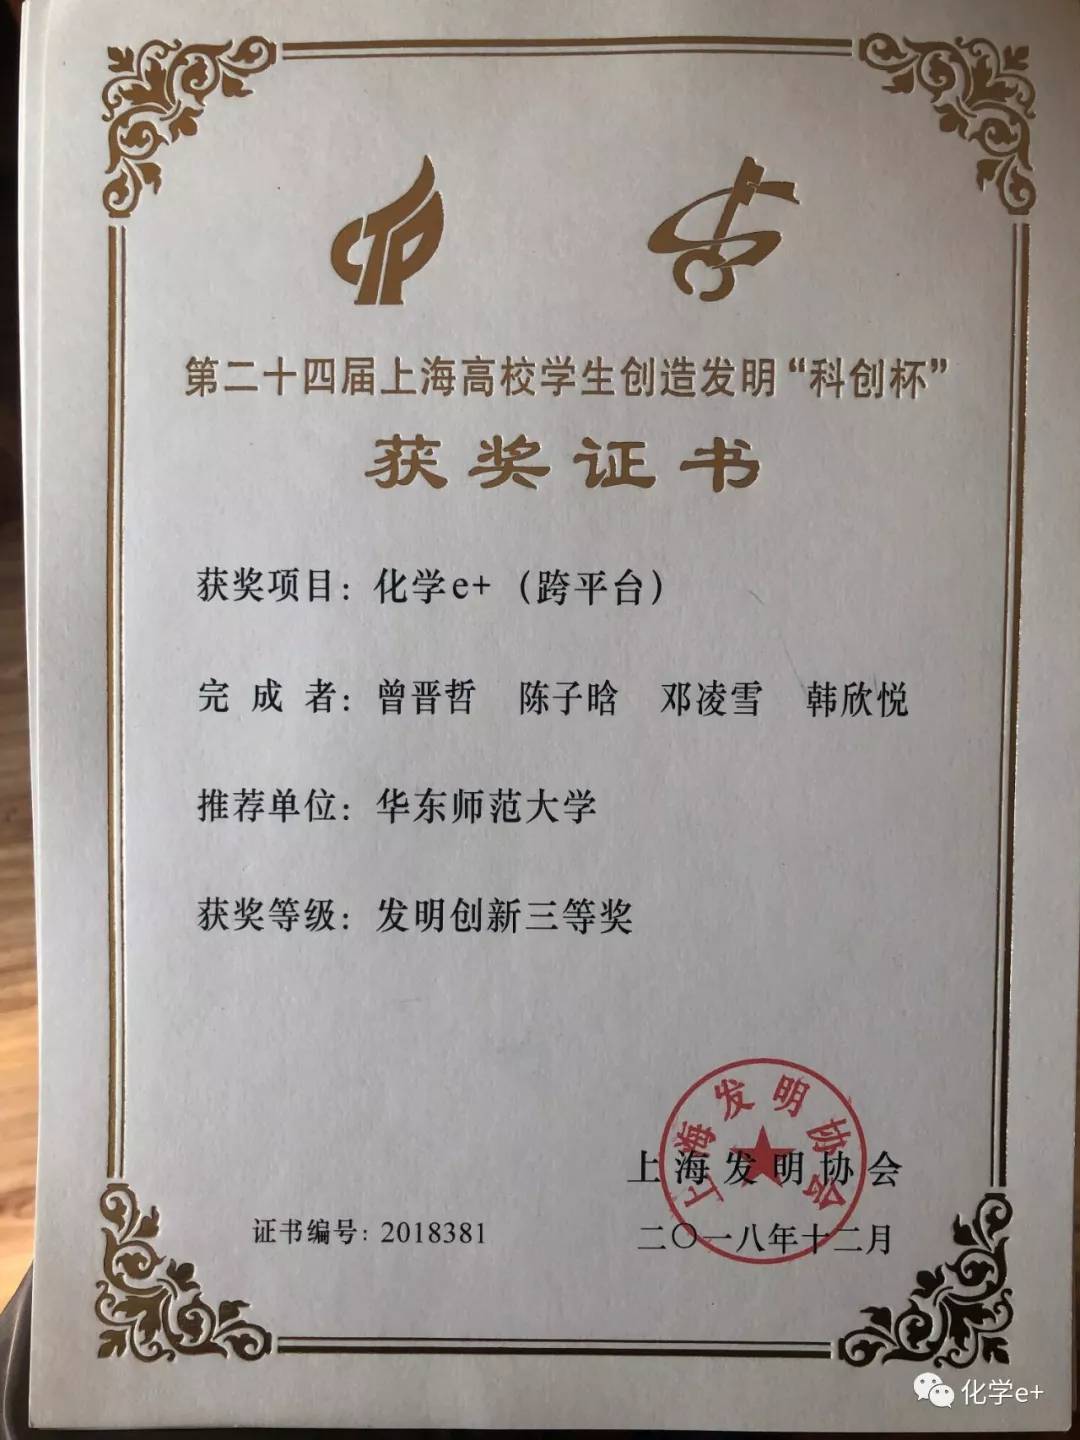 第二十四届上海高校学生创造发明“科创杯”
获奖证书
获奖项目：化学e+（跨平台）
完成者：曾晋哲 陈子晗 邓凌雪 韩欣悦
推荐单位：华东师范大学
获奖等级：发明创新三等奖
上海发明协会
上海发明协会
证书编号：2018381
二〇一八年十二月
化学e+